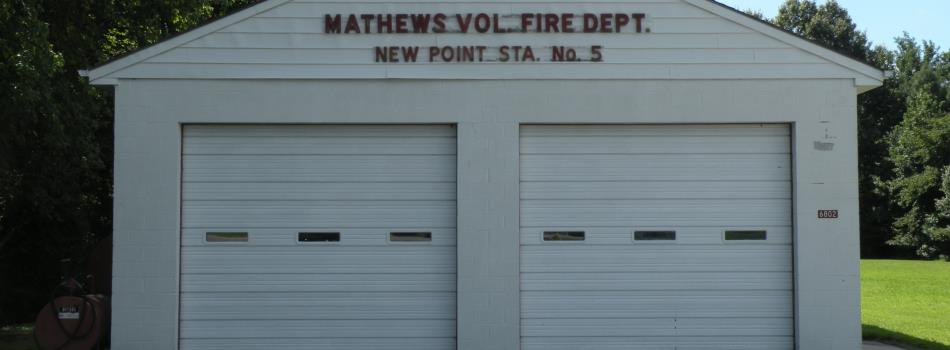 MATHEWS VOL. FIRE DEPT.
NEW POINT STA. No. 5
6802